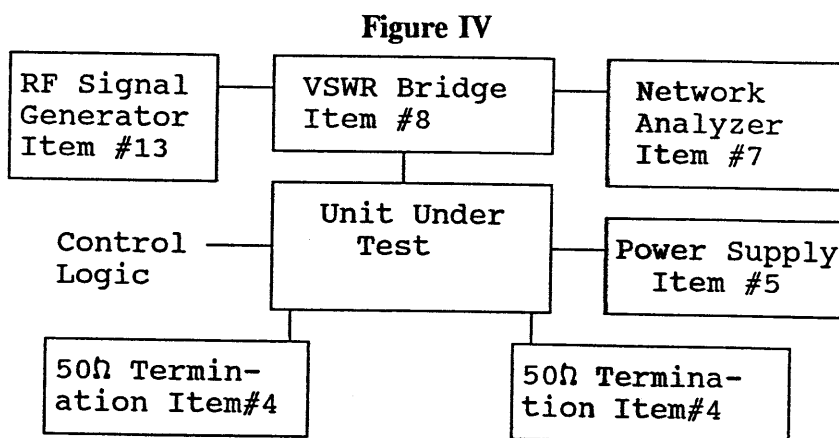 Figure IV
RF Signal
Generator
Item #13
VSWR Bridge
Item #8
Network
Analyzer
Item #7
Unit Under
Test
Control
Logic
Power Supply
Item #5
50Ω Termin-
ation Item#4
50Ω Termina-
tion Item#4